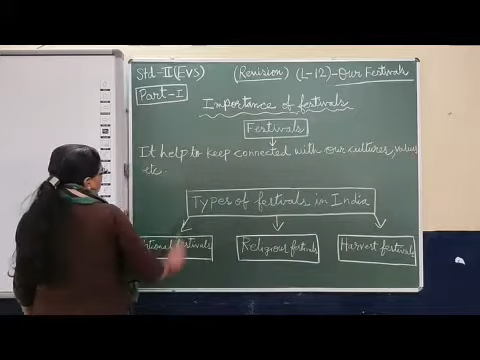 Std-II (EVS) (Revision) (L-12)-Our Festivals
Part-I
Importance of festivals
Festivals
It help to keep connected with our cultures, values
etc.
Types of festivals in India
festivals Religious festivals Harvest festivals